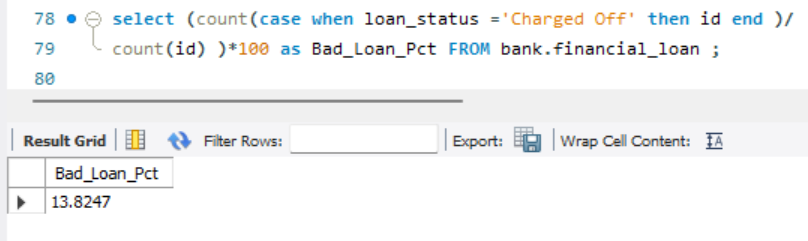 78 select (count(case when loan_status ='Charged Off' then id end )/
79 count(id) )*100 as Bad_Loan_Pct FROM bank.financial_loan ;
80
Result Grid Filter Rows: Export: Wrap Cell Content: IA
Bad_Loan_Pct
13.8247